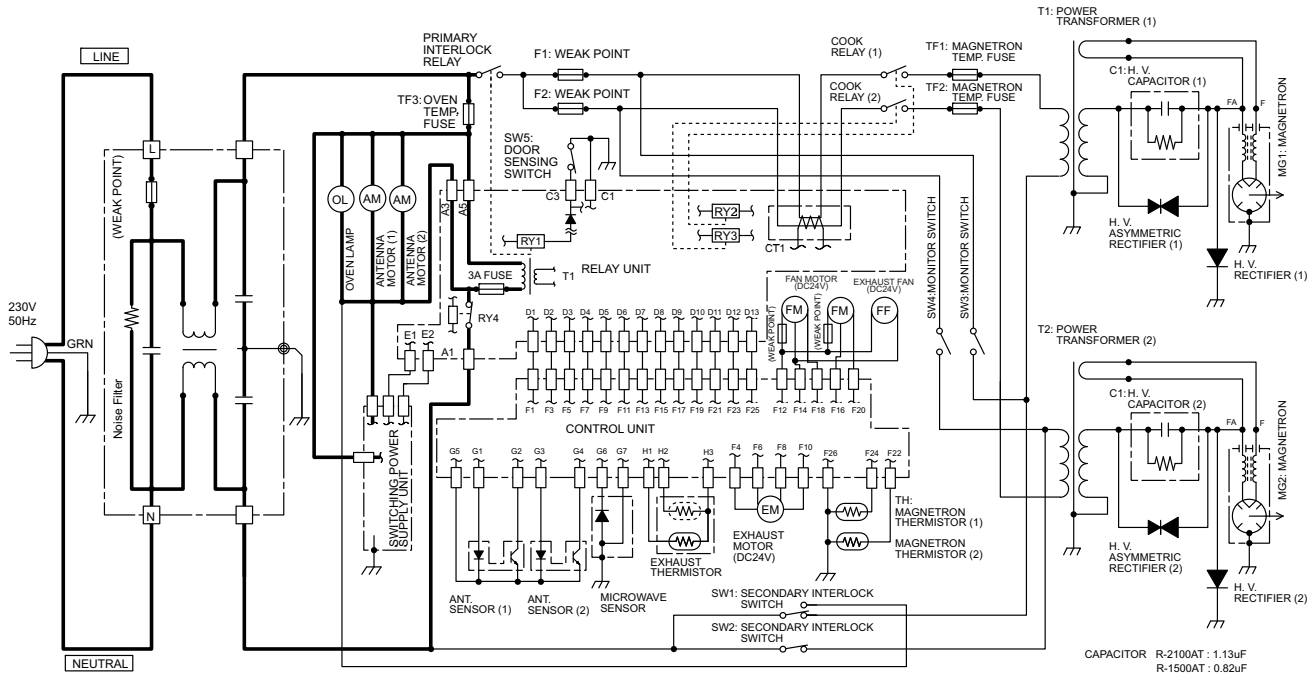 T1: POWER
TRANSFORMER (1)
LINE
PRIMARY
INTERLOCK
RELAY
F1: WEAK POINT
F2: WEAK POINT
COOK
RELAY (1)
COOK
RELAY (2)
TF1: MAGNETRON
TEMP. FUSE
TF2: MAGNETRON
TEMP. FUSE
C1: H. V.
CAPACITOR (1)
FA
F
MG1: MAGNETRON
TF3: OVEN
TEMP.
FUSE
SW5:
DOOR
SENSING
SWITCH
L
(WEAK POINT)
OL
AM
AM
A3
A5
C3
C1
RY1
RY2
RY3
CT1
OVEN LAMP
ANTENNA
MOTOR (1)
ANTENNA
MOTOR (2)
3A FUSE
T1
RELAY UNIT
RY4
H. V.
ASYMMETRIC
RECTIFIER (1)
H. V.
RECTIFIER (1)
SW4:MONITOR SWITCH
SW3:MONITOR SWITCH
FAN MOTOR
(DC24V)
EXHAUST FAN
(DC24V)
FM
FM
FF
(WEAK POINT)
(WEAK POINT)
230V
50Hz
GRN
Noise Filter
E1
E2
A1
D1 D2 D3 D4 D5 D6 D7 D8 D9 D10 D11 D12 D13
F1 F3 F5 F7 F9 F11 F13 F15 F17 F19 F21 F23 F25
F12 F14 F18 F16 F20
CONTROL UNIT
T2: POWER
TRANSFORMER (2)
C1: H. V.
CAPACITOR (2)
FA
F
MG2: MAGNETRON
H. V.
ASYMMETRIC
RECTIFIER (2)
H. V.
RECTIFIER (2)
G5 G1 G2 G3 G4 G6 G7 H1 H2 H3 F4 F6 F8 F10 F26 F24 F22
SWITCHING POWER
SUPPLY UNIT
N
EM
EXHAUST
THERMISTOR
EXHAUST
MOTOR
(DC24V)
TH:
MAGNETRON
THERMISTOR (1)
MAGNETRON
THERMISTOR (2)
ANT.
SENSOR (1)
ANT.
SENSOR (2)
MICROWAVE
SENSOR
SW1: SECONDARY INTERLOCK
SWITCH
SW2: SECONDARY INTERLOCK
SWITCH
NEUTRAL
CAPACITOR R-2100AT : 1.13uF
R-1500AT : 0.82uF